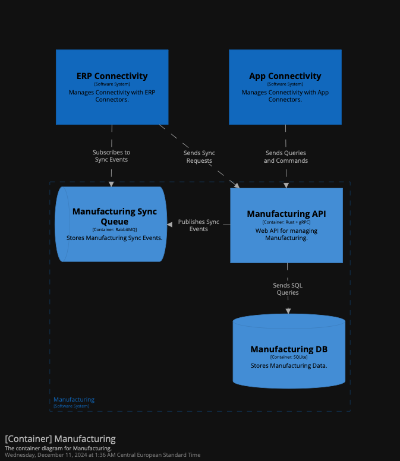 ERP Connectivity
[Software System]
Manages Connectivity with ERP
Connectors.
App Connectivity
[Software System]
Manages Connectivity with App
Connectors.
Subscribes to
Sync Events
Sends Sync
Requests
Sends Queries
and Commands
Manufacturing Sync
Queue
[Container: RabbitMQ]
Stores Manufacturing Sync Events.
Publishes Sync
Events
Manufacturing API
[Container: Rust + gRPC]
Web API for managing
Manufacturing.
Sends SQL
Queries
Manufacturing DB
[Container: SQLite]
Stores Manufacturing Data.
Manufacturing
[Software System]
[Container] Manufacturing
The container diagram for Manufacturing.
Wednesday, December 11, 2024 at 1:56 AM Central European Standard Time